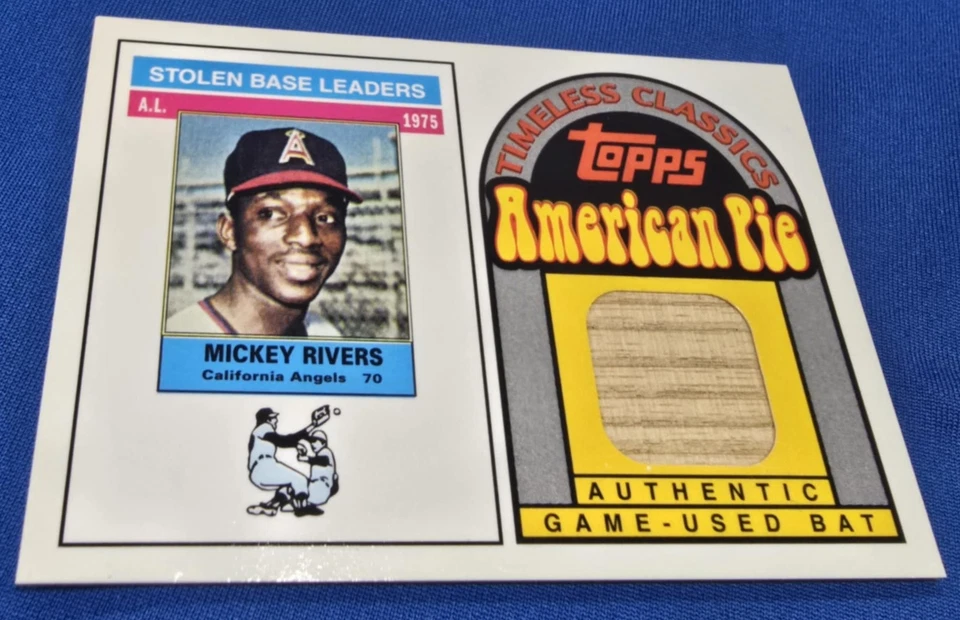 STOLEN BASE LEADERS
A.L.
1975
A
MICKEY RIVERS
California Angels 70
TIMELESS CLASSICS
TOPPS
American Pie
AUTHENTIC
GAME-USED BAT